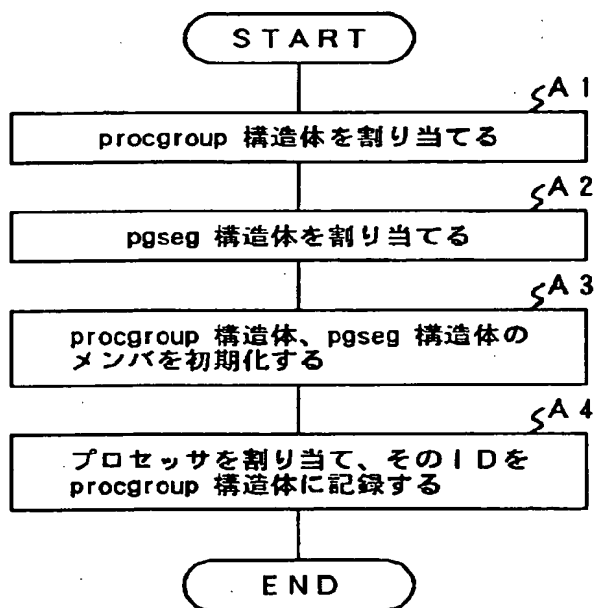 START
A1
procgroup 構造体を割り当てる
A2
pgseg 構造体を割り当てる
A3
procgroup 構造体、pgseg 構造体の
メンバを初期化する
A4
プロセッサを割り当て、そのIDを
procgroup 構造体に記録する
END